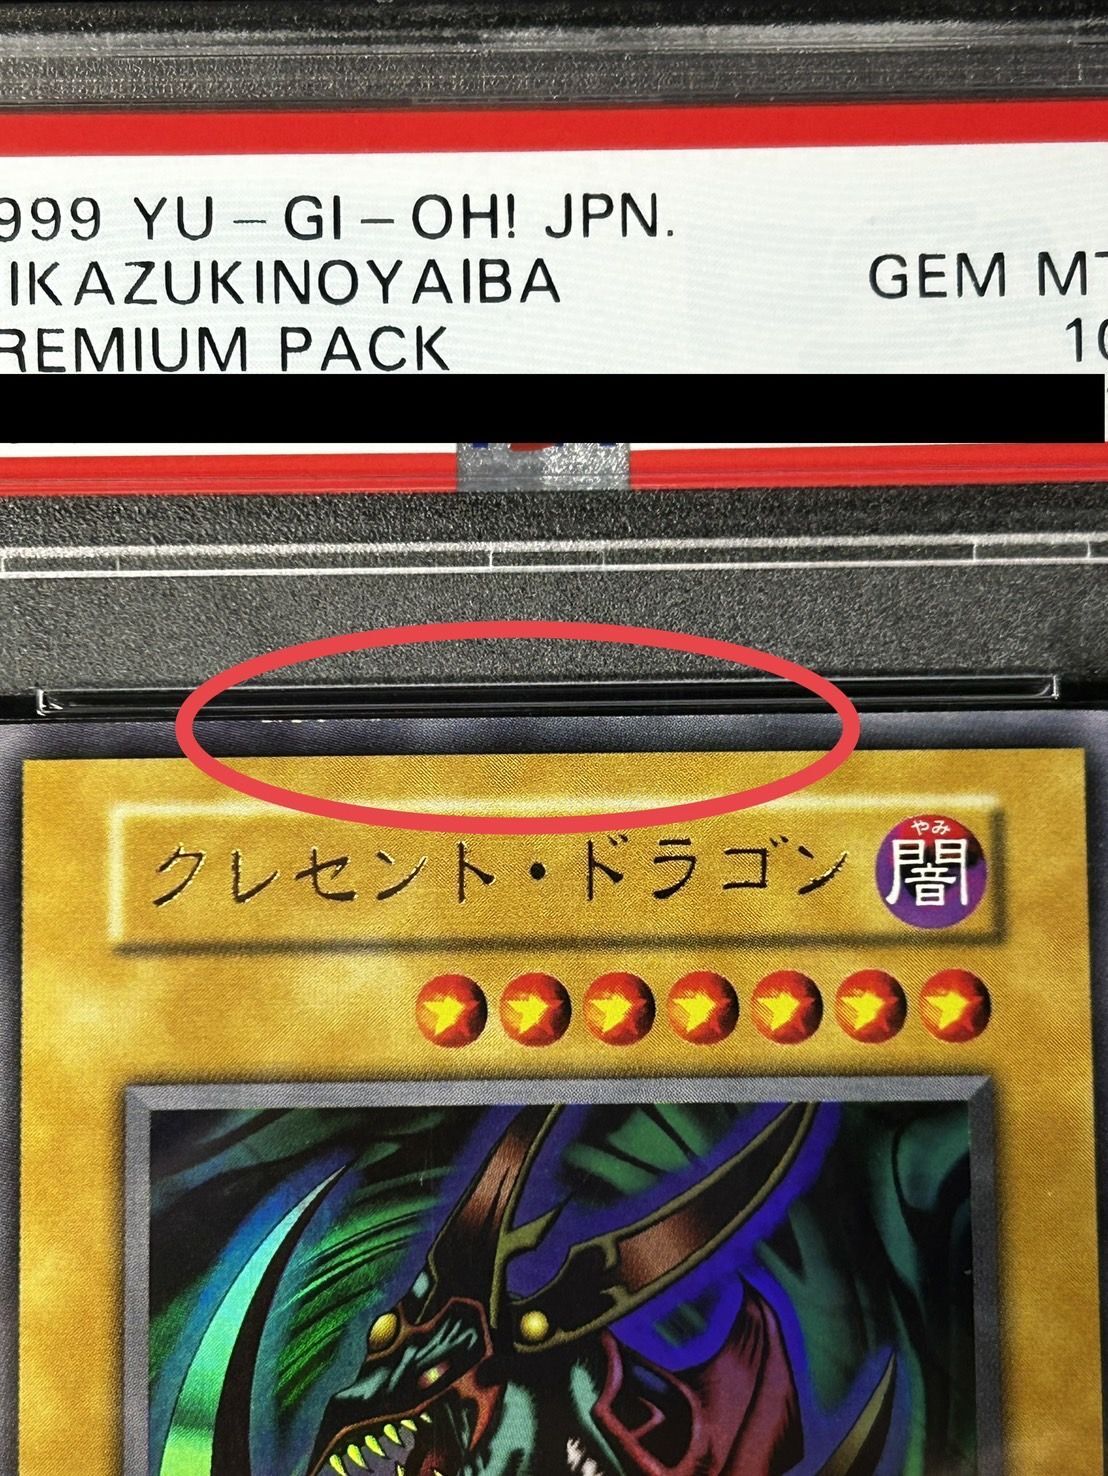 999 YU-GI-OH! JPN.
IKAZUKINOYAIBA
GEM MT
REMIUM PACK
10
クレセント・ドラゴン
やみ
闇